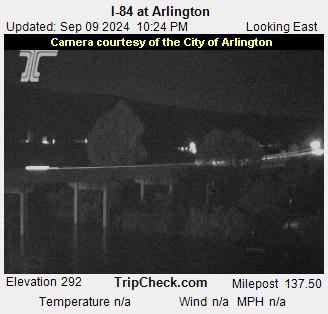 I-84 at Arlington
Updated: Sep 09 2024 10:24 PM Looking East
Camera courtesy of the City of Arlington
Elevation 292 TripCheck.com Milepost 137.50
Temperature n/a Wind n/a MPH n/a